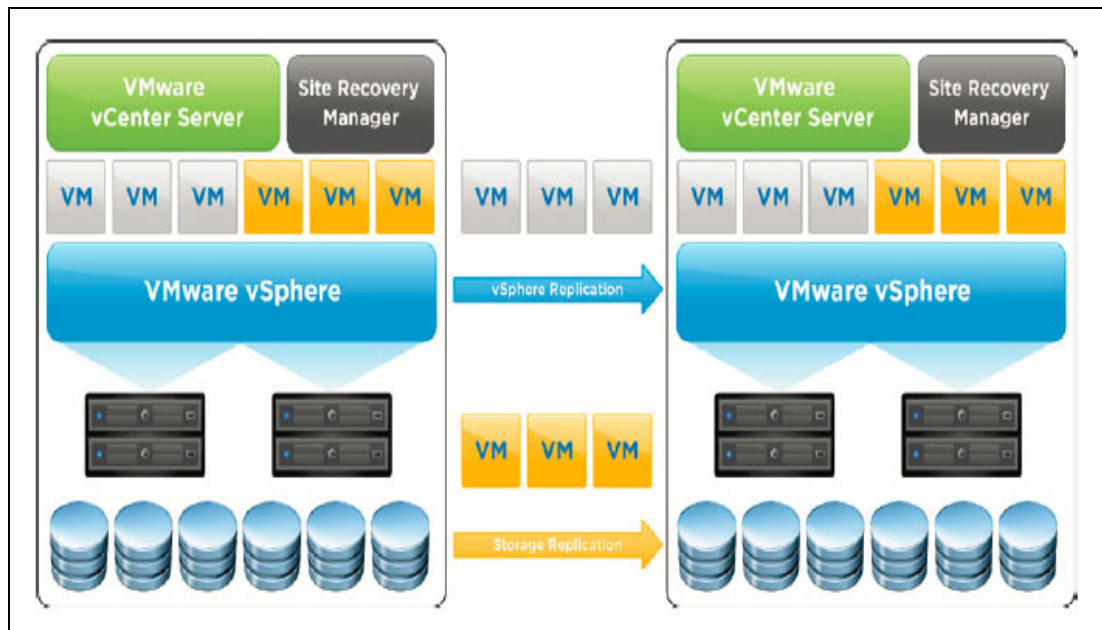 VMware
vCenter Server
Site Recovery
Manager
VM VM VM VM VM VM
VMware vSphere
VM VM VM
vSphere Replication
VM VM VM
Storage Replication
VMware
vCenter Server
Site Recovery
Manager
VM VM VM VM VM VM
VMware vSphere